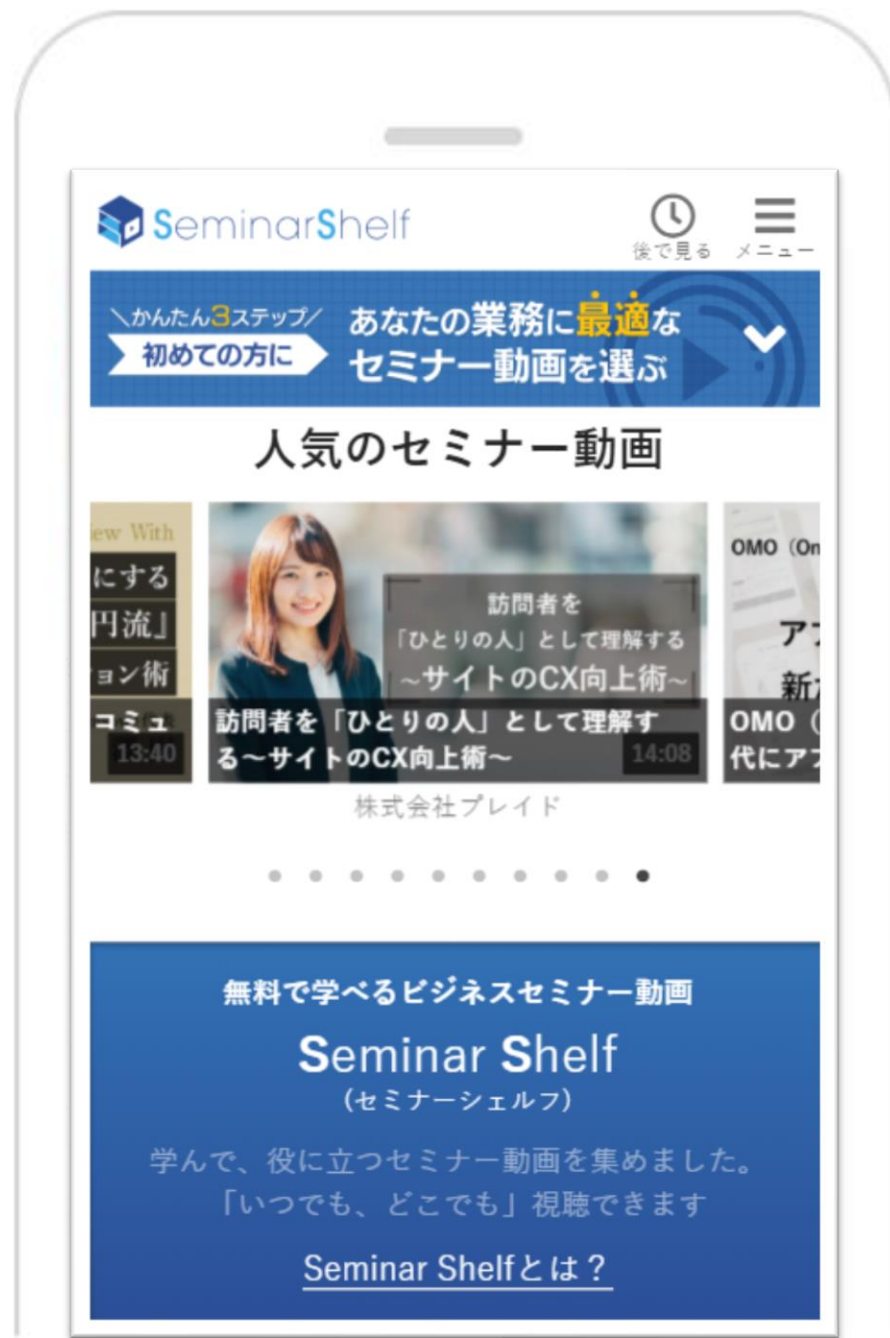 SeminarShelf
後で見る
メニュー
＼かんたん3ステップ／
初めての方に
あなたの業務に最適な
セミナー動画を選ぶ
人気のセミナー動画
ew With
にする
円流』
ョン術
コミュ
13:40
訪問者を
「ひとりの人」として理解する
～サイトのCX向上術～
訪問者を「ひとりの人」として理解す
る～サイトのCX向上術～
14:08
OMO（On
ア
新
OMO（
代にア
株式会社プレイド
無料で学べるビジネスセミナー動画
Seminar Shelf
（セミナーシェルフ）
学んで、役に立つセミナー動画を集めました。
「いつでも、どこでも」視聴できます
Seminar Shelfとは？